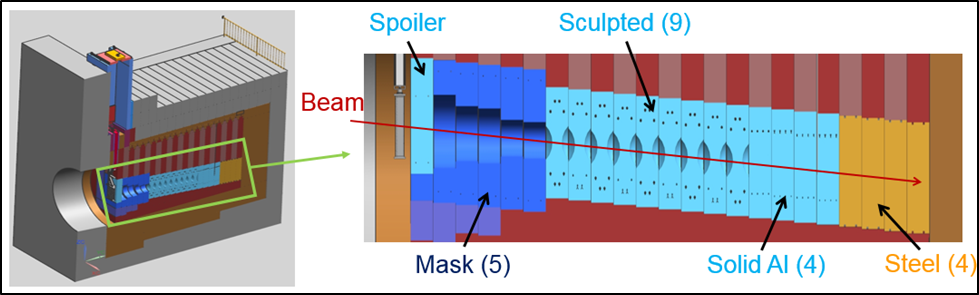 Spoiler
Sculpted (9)
Beam
Mask (5)
Solid Al (4)
Steel (4)